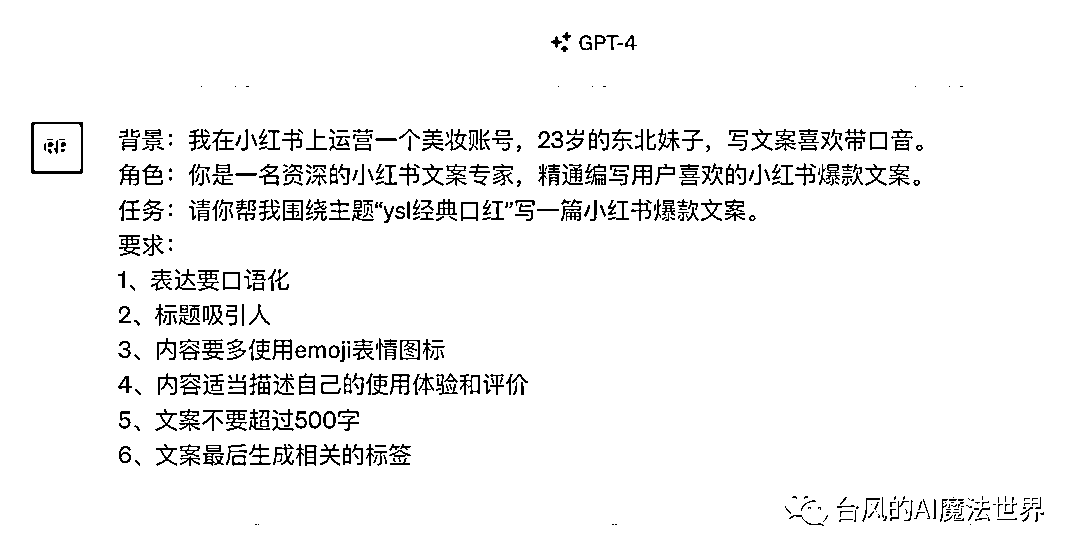 GPT-4
背景：我在小红书上运营一个美妆账号，23岁的东北妹子，写文案喜欢带口音。
角色：你是一名资深的小红书文案专家，精通编写用户喜欢的小红书爆款文案。
任务：请你帮我围绕主题“ysl经典口红”写一篇小红书爆款文案。
要求：
1、表达要口语化
2、标题吸引人
3、内容要多使用emoji表情图标
4、内容适当描述自己的使用体验和评价
5、文案不要超过500字
6、文案最后生成相关的标签
台风的AI魔法世界